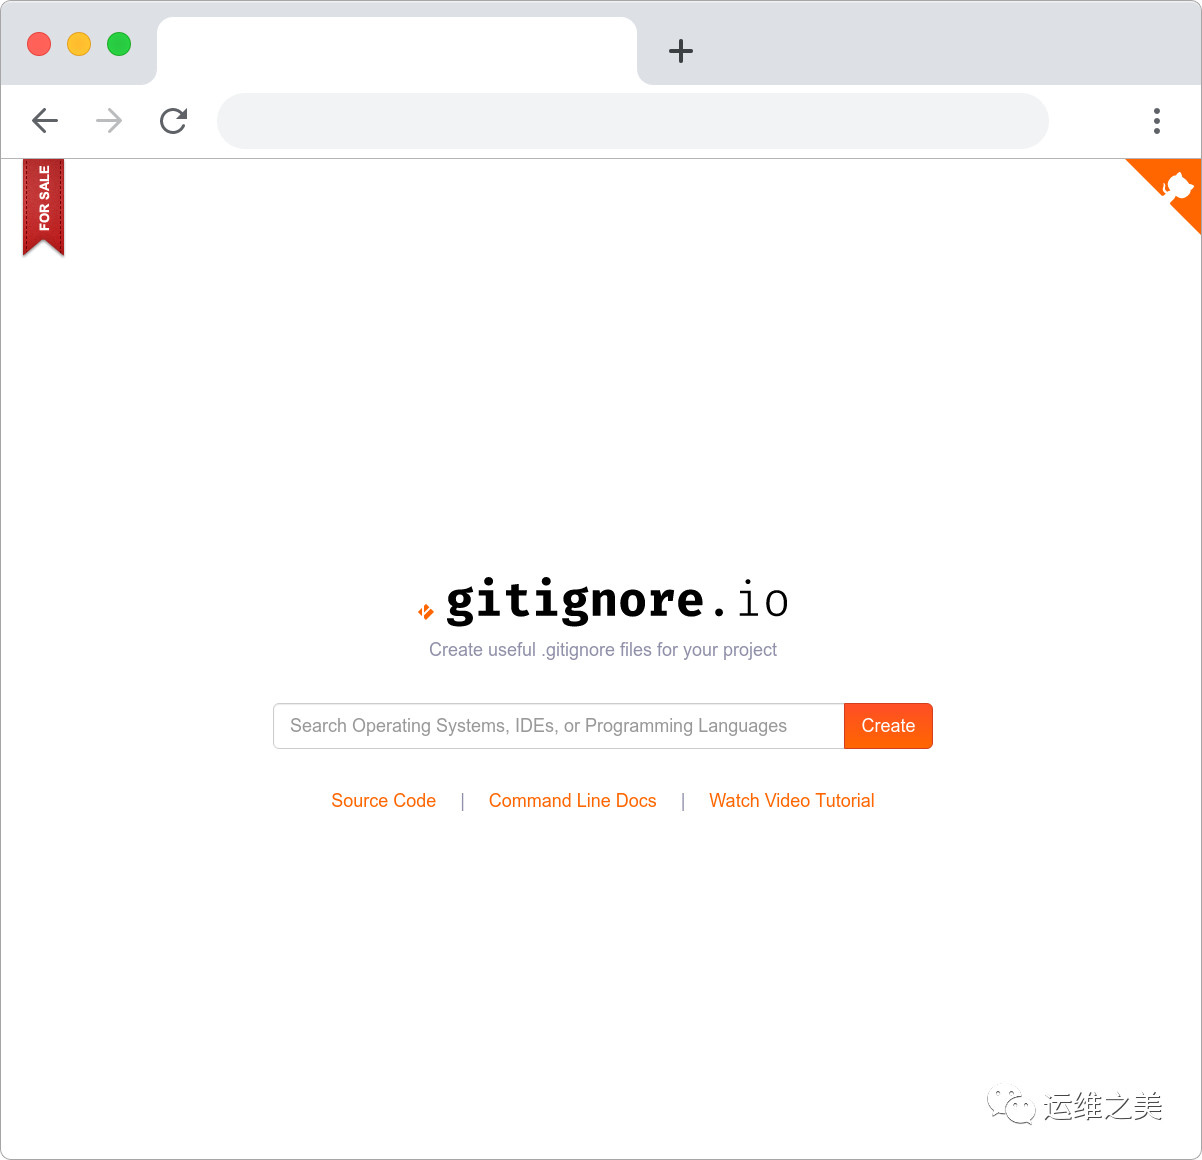 FOR SALE
gitignore.io
Create useful .gitignore files for your project
Search Operating Systems, IDEs, or Programming Languages
Create
Source Code | Command Line Docs | Watch Video Tutorial
运维之美